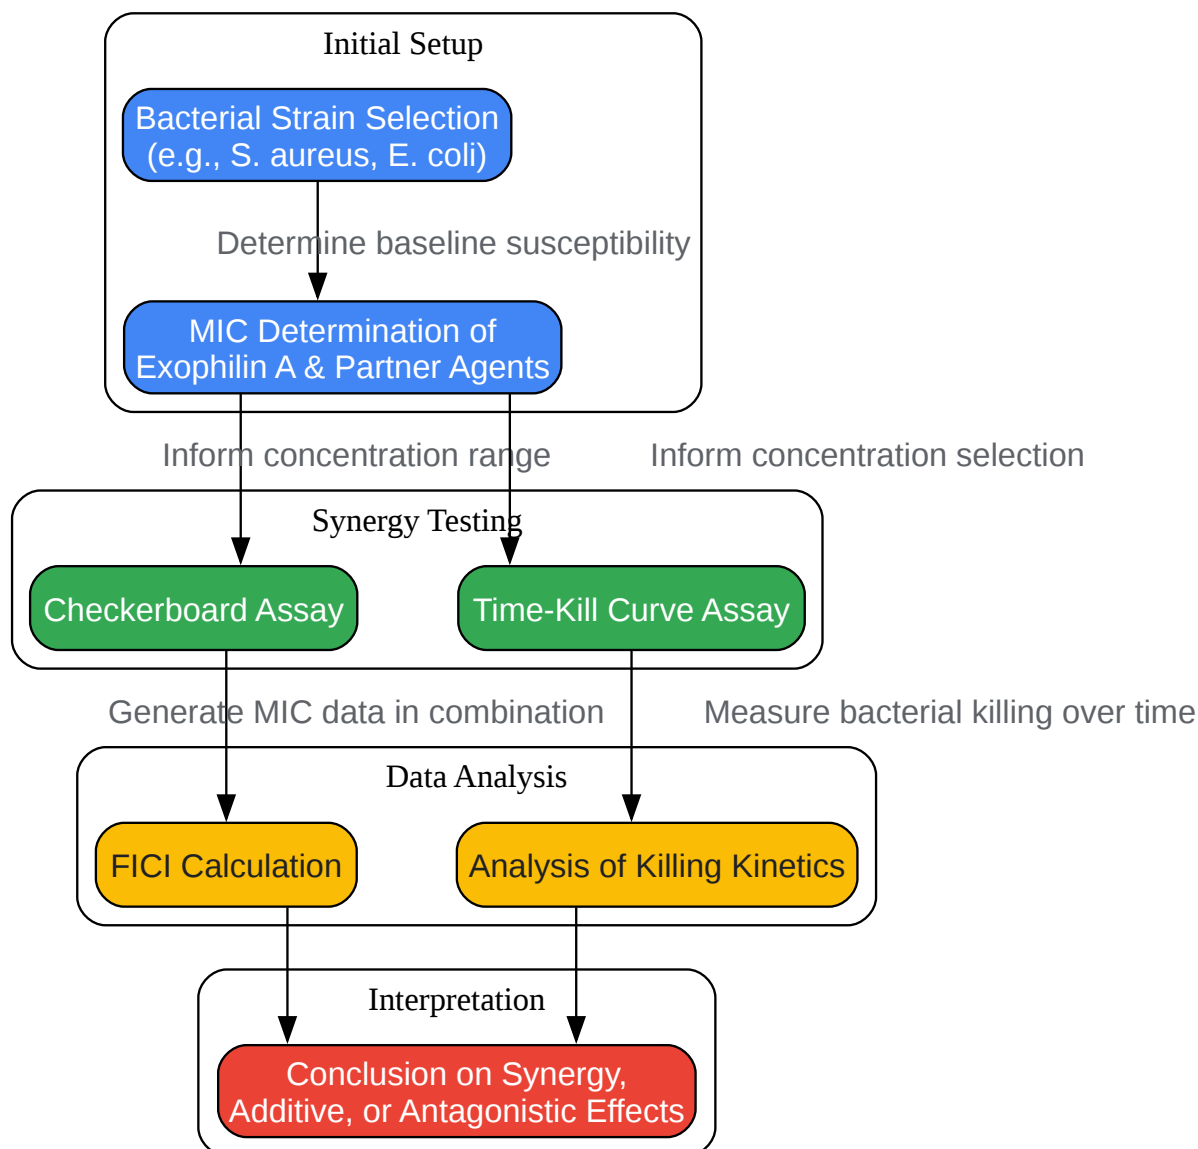 Initial Setup
Bacterial Strain Selection
(e.g., S. aureus, E. coli)
Determine baseline susceptibility
MIC Determination of
Exophilin A & Partner Agents
Inform concentration range
Inform concentration selection
Synergy Testing
Checkerboard Assay
Time-Kill Curve Assay
Generate MIC data in combination
Measure bacterial killing over time
Data Analysis
FICI Calculation
Analysis of Killing Kinetics
Interpretation
Conclusion on Synergy,
Additive, or Antagonistic Effects